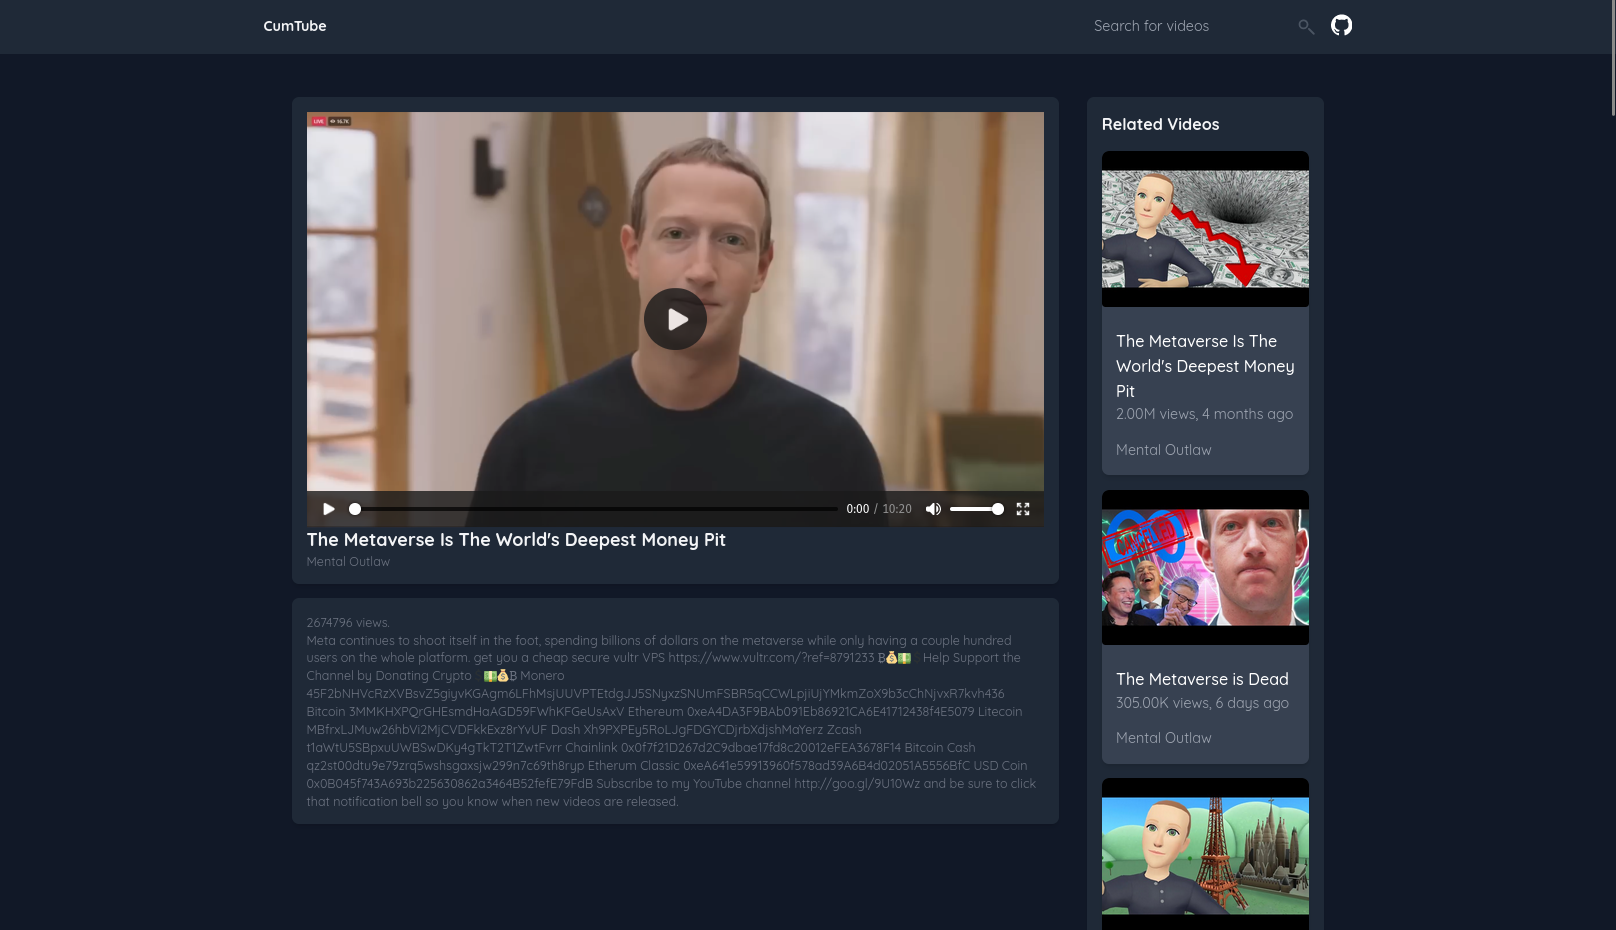 CumTube
Search for videos
LIVE 16.7K
0:00 / 10:20
The Metaverse Is The World's Deepest Money Pit
Mental Outlaw
2674796 views.
Meta continues to shoot itself in the foot, spending billions of dollars on the metaverse while only having a couple hundred
users on the whole platform. get you a cheap secure vultr VPS https://www.vultr.com/?ref=8791233 ₿💰💵 Help Support the
Channel by Donating Crypto 💵💰₿ Monero
45F2bNHVcRzXVBsvZ5giyvKGAgm6LFhMsjUUVPTEtdgJJ5SNyxzSNUmFSBR5qCCWLpjiUjYMkmZoX9b3cChNjvxR7kvh436
Bitcoin 3MMKHXPQrGHEsmdHaAGD59FWhKFGeUsAxV Ethereum 0xeA4DA3F9BAb091Eb86921CA6E41712438f4E5079 Litecoin
MBfrxLJMuw26hbVi2MjCVDFkkExz8rYvUF Dash Xh9PXPEy5RoLJgFDGYCDjrbXdjshMaYerz Zcash
t1aWtU5SBpxuUWBSwDKy4gTkT2T1ZwtFvrr Chainlink 0x0f7f21D267d2C9dbae17fd8c20012eFEA3678F14 Bitcoin Cash
qz2st00dtu9e79zrq5wshsgaxsjw299n7c69th8ryp Etherum Classic 0xeA641e59913960f578ad39A6B4d02051A5556BfC USD Coin
0x0B045f743A693b225630862a3464B52fefE79FdB Subscribe to my YouTube channel http://goo.gl/9U10Wz and be sure to click
that notification bell so you know when new videos are released.
Related Videos
The Metaverse Is The
World's Deepest Money
Pit
2.00M views, 4 months ago
Mental Outlaw
CANCELLED
The Metaverse is Dead
305.00K views, 6 days ago
Mental Outlaw